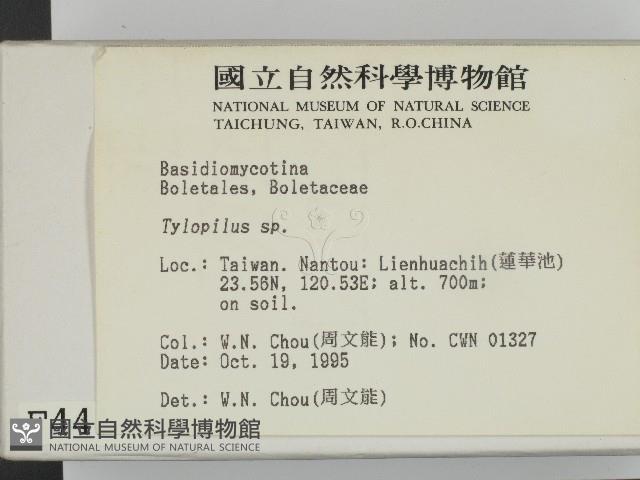 國立自然科學博物館
NATIONAL MUSEUM OF NATURAL SCIENCE
TAICHUNG, TAIWAN, R.O.CHINA
Basidiomycotina
Boletales, Boletaceae
Tylopilus sp.
Loc.: Taiwan. Nantou: Lienhuachih(蓮華池)
23.56N, 120.53E; alt. 700m;
on soil.
Col.: W.N. Chou(周文能); No. CWN 01327
Date: Oct. 19, 1995
Det.: W.N. Chou(周文能)
F44
國立自然科學博物館
NATIONAL MUSEUM OF NATURAL SCIENCE